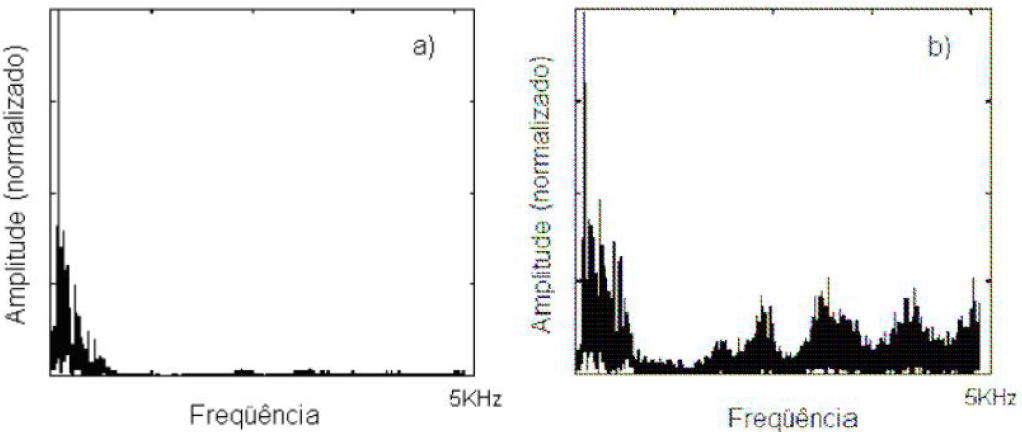 a)
Amplitude (normalizado)
5KHz
Freqüência
b)
Amplitude (normalizado)
5KHz
Freqüência